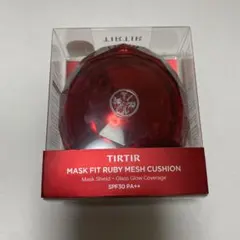 TIRTIR
TIRTIR
MASK FIT RUBY MESH CUSHION
Mask Shield · Glass Glow Coverage
SPF30 PA++